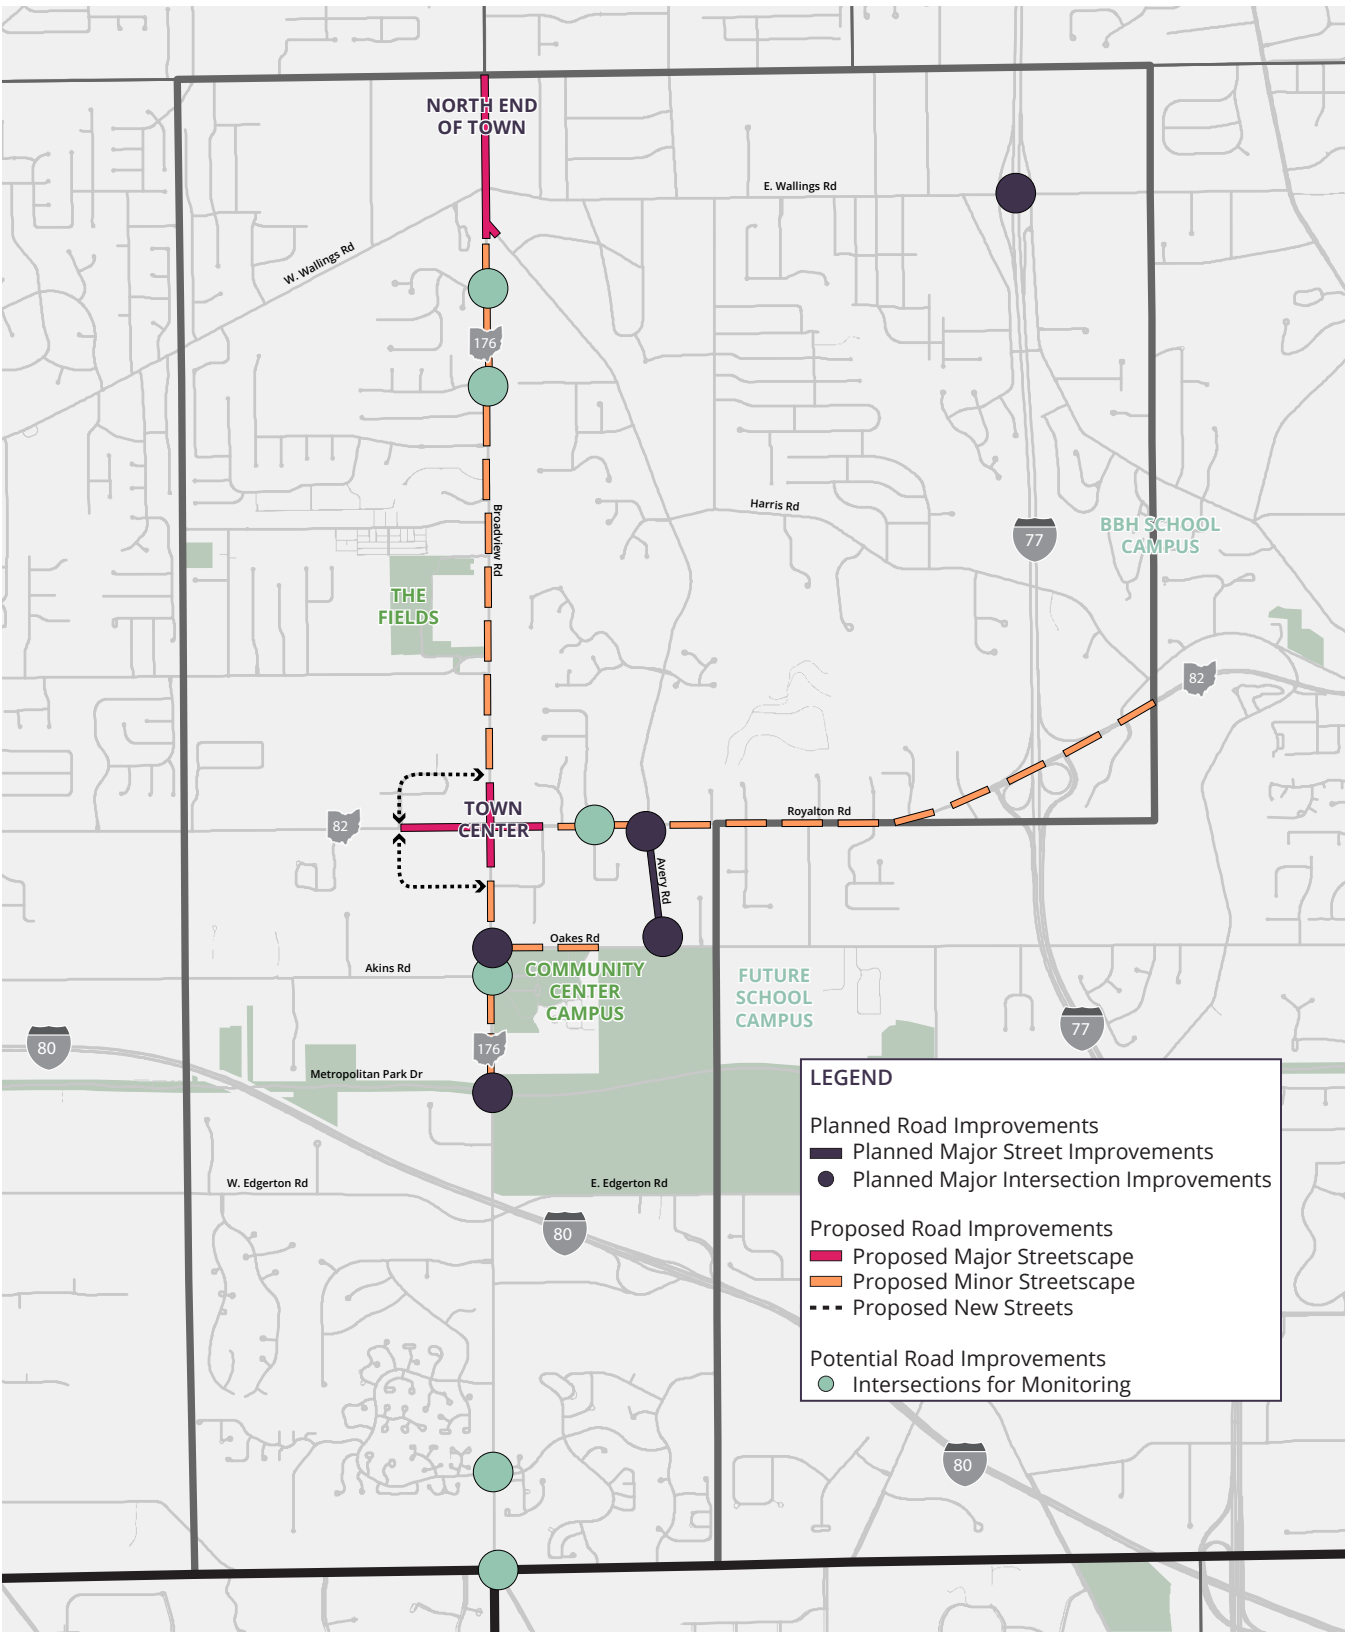 NORTH END
OF TOWN
E. Wallings Rd
W. Wallings Rd
176
Broadview Rd
Harris Rd
77
BBH SCHOOL
CAMPUS
THE
FIELDS
82
TOWN
CENTER
82
Royalton Rd
Avery Rd
Oakes Rd
Akins Rd
COMMUNITY
CENTER
CAMPUS
FUTURE
SCHOOL
CAMPUS
77
80
176
Metropolitan Park Dr
W. Edgerton Rd
E. Edgerton Rd
80
LEGEND
Planned Road Improvements
Planned Major Street Improvements
Planned Major Intersection Improvements
Proposed Road Improvements
Proposed Major Streetscape
Proposed Minor Streetscape
Proposed New Streets
Potential Road Improvements
Intersections for Monitoring
80